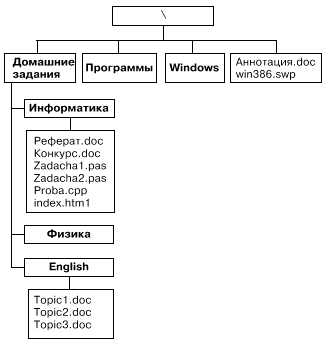 \
Домашние
задания
Программы
Windows
Аннотация.doc
win386.swp
Информатика
Реферат.doc
Конкурс.doc
Zadacha1.pas
Zadacha2.pas
Proba.cpp
index.htm1
Физика
English
Topic1.doc
Topic2.doc
Topic3.doc